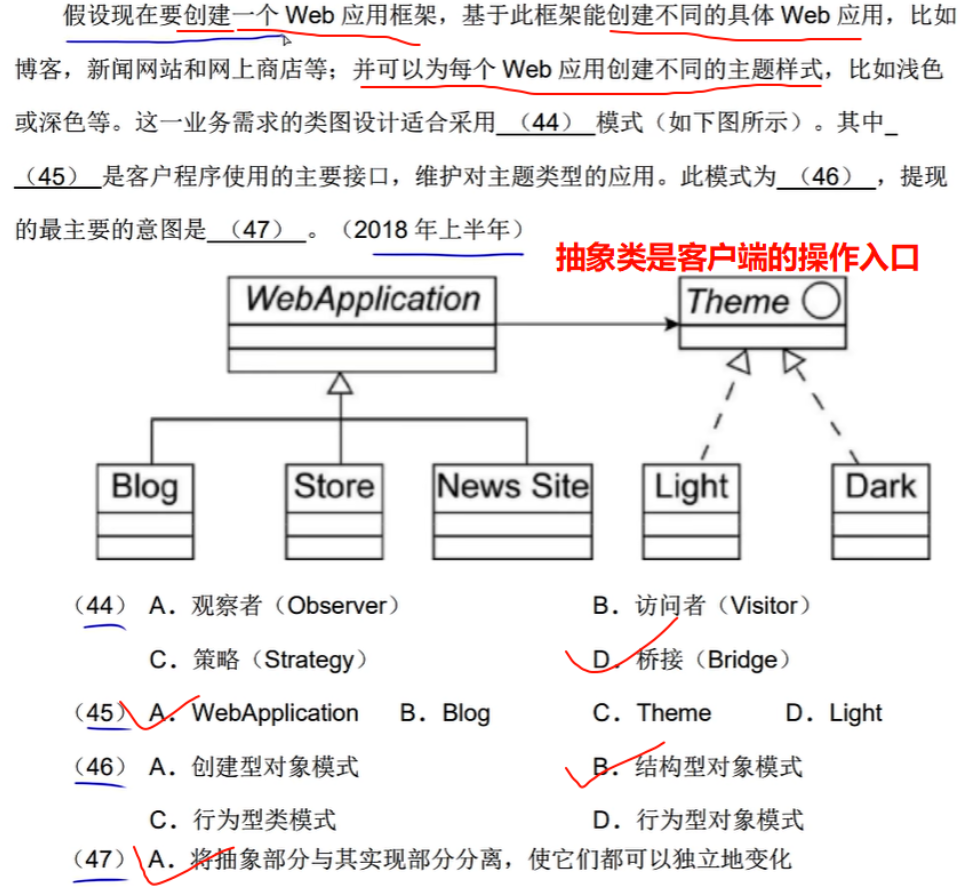 假设现在要创建一个 Web 应用框架，基于此框架能创建不同的具体 Web 应用，比如
博客，新闻网站和网上商店等；并可以为每个 Web 应用创建不同的主题样式，比如浅色
或深色等。这一业务需求的类图设计适合采用 （44） 模式（如下图所示）。其中
（45） 是客户程序使用的主要接口，维护对主题类型的应用。此模式为 （46） ，提现
的最主要的意图是 （47） 。（2018 年上半年）
抽象类是客户端的操作入口
WebApplication Theme
Blog Store News Site Light Dark
（44） A．观察者（Observer） B．访问者（Visitor）
C．策略（Strategy） D．桥接（Bridge）
（45） A．WebApplication B．Blog C．Theme D．Light
（46） A．创建型对象模式 B．结构型对象模式
C．行为型类模式 D．行为型对象模式
（47） A．将抽象部分与其实现部分分离，使它们都可以独立地变化